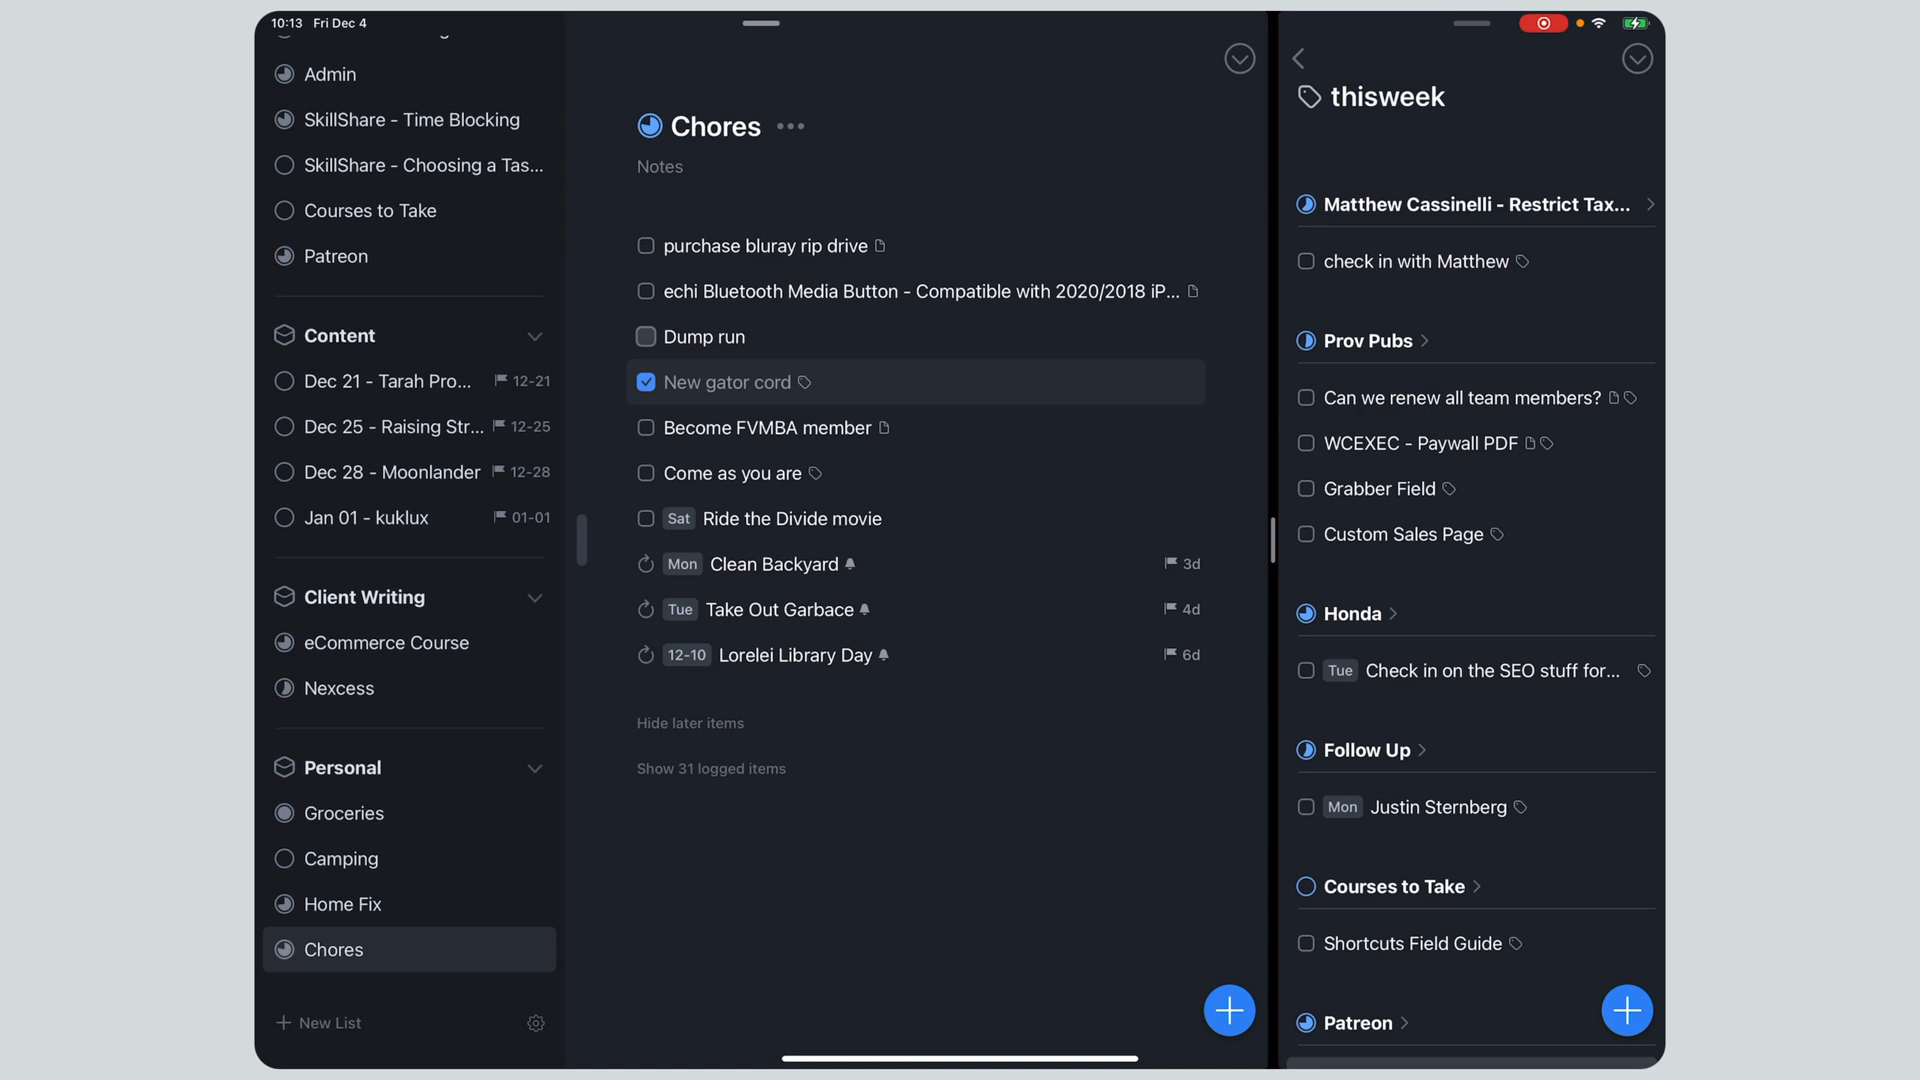 10:13 Fri Dec 4
Admin
SkillShare - Time Blocking
SkillShare - Choosing a Tas...
Courses to Take
Patreon
Content
Dec 21 - Tarah Pro... 12-21
Dec 25 - Raising Str... 12-25
Dec 28 - Moonlander 12-28
Jan 01 - kuklux 01-01
Client Writing
eCommerce Course
Nexcess
Personal
Groceries
Camping
Home Fix
Chores
New List
Chores
Notes
purchase bluray rip drive
echi Bluetooth Media Button - Compatible with 2020/2018 iP...
Dump run
New gator cord
Become FVMBA member
Come as you are
Sat Ride the Divide movie
Mon Clean Backyard 3d
Tue Take Out Garbace 4d
12-10 Lorelei Library Day 6d
Hide later items
Show 31 logged items
thisweek
Matthew Cassinelli - Restrict Tax...
check in with Matthew
Prov Pubs
Can we renew all team members?
WCEXEC - Paywall PDF
Grabber Field
Custom Sales Page
Honda
Tue Check in on the SEO stuff for...
Follow Up
Mon Justin Sternberg
Courses to Take
Shortcuts Field Guide
Patreon